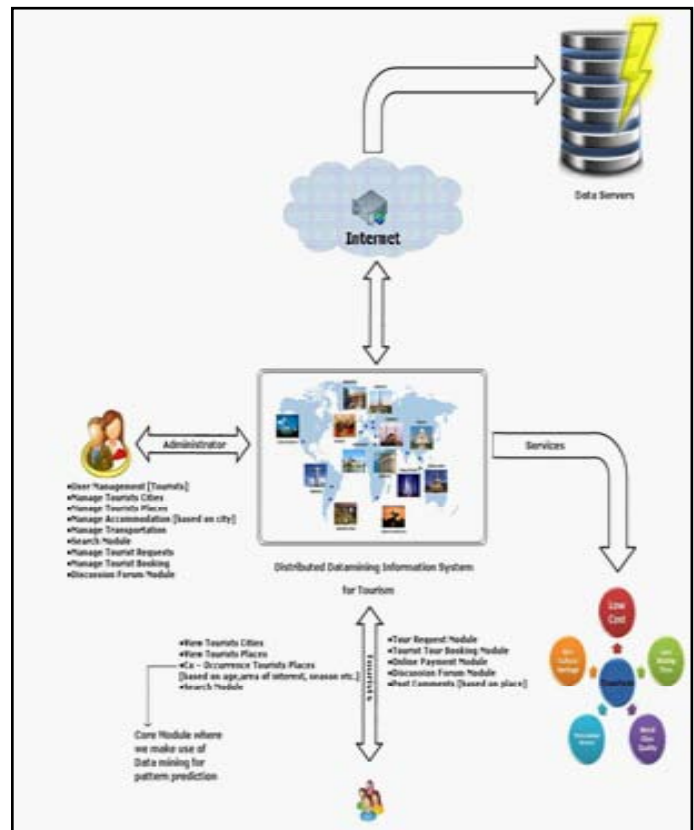 Data Servers
Internet
Administrator
Services
•User Management [Tourists]
•Manage Tourists Cities
•Manage Tourists Places
•Manage Accommodation [based on city]
•Manage Transportation
•Search Module
•Manage Tourist Requests
•Manage Tourist Booking
•Discussion Forum Module
Distributed Datamining Information System
for Tourism
•View Tourists Cities
•View Tourists Places
•Co - Occurrence Tourists Places
[based on age,area of interest, season etc.]
•Search Module
Tourists
•Tour Request Module
•Tourist Tour Booking Module
•Online Payment Module
•Discussion Forum Module
•Post Comments [based on place]
Core Module where
we make use of
Data mining for
pattern prediction
Low
Cost
World
Class
Quality